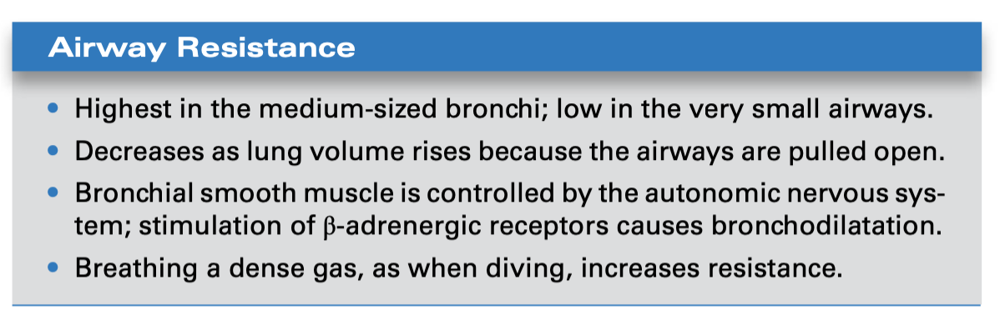 Airway Resistance
• Highest in the medium-sized bronchi; low in the very small airways.
• Decreases as lung volume rises because the airways are pulled open.
• Bronchial smooth muscle is controlled by the autonomic nervous sys-
tem; stimulation of β-adrenergic receptors causes bronchodilatation.
• Breathing a dense gas, as when diving, increases resistance.